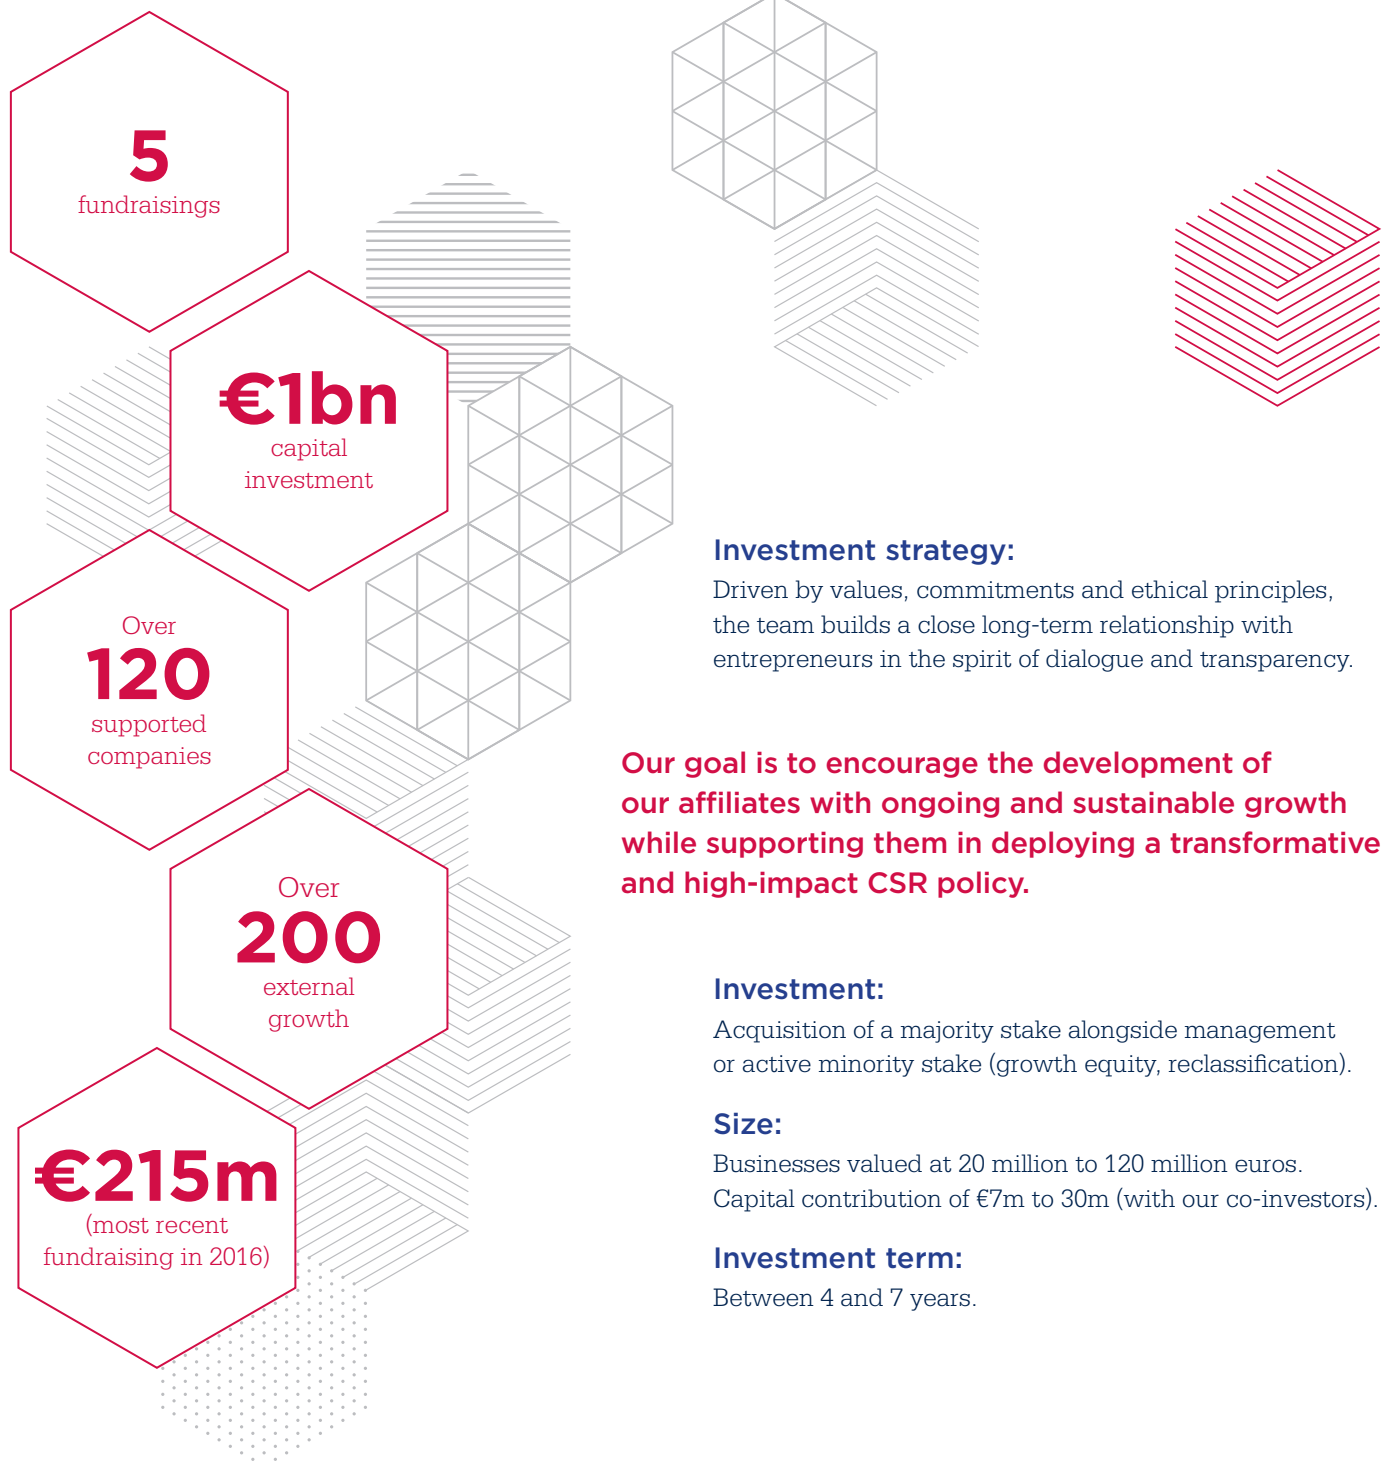 5
fundraisings
€1bn
capital
investment
Over
120
supported
companies
Over
200
external
growth
€215m
(most recent
fundraising in 2016)
Investment strategy:
Driven by values, commitments and ethical principles,
the team builds a close long-term relationship with
entrepreneurs in the spirit of dialogue and transparency.
Our goal is to encourage the development of
our affiliates with ongoing and sustainable growth
while supporting them in deploying a transformative
and high-impact CSR policy.
Investment:
Acquisition of a majority stake alongside management
or active minority stake (growth equity, reclassification).
Size:
Businesses valued at 20 million to 120 million euros.
Capital contribution of €7m to 30m (with our co-investors).
Investment term:
Between 4 and 7 years.